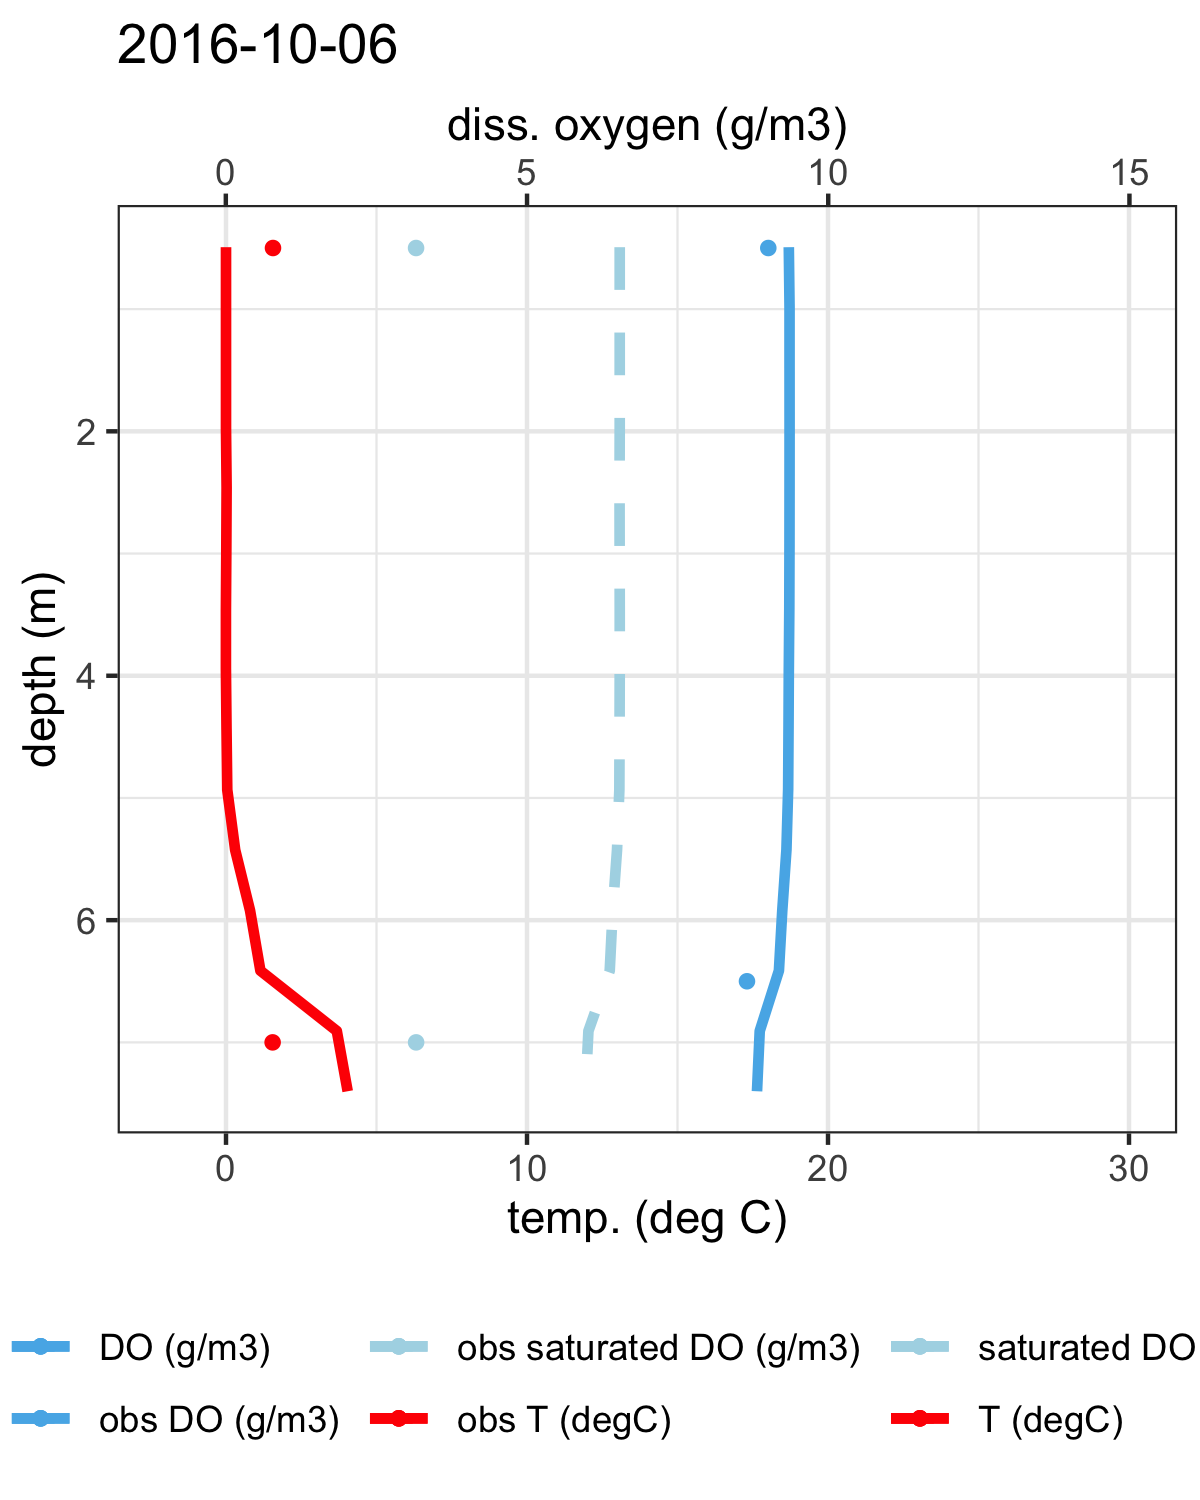 2016-10-06
diss. oxygen (g/m3)
0 5 10 15
depth (m)
2
4
6
0 10 20 30
temp. (deg C)
DO (g/m3) obs saturated DO (g/m3) saturated DO
obs DO (g/m3) obs T (degC) T (degC)